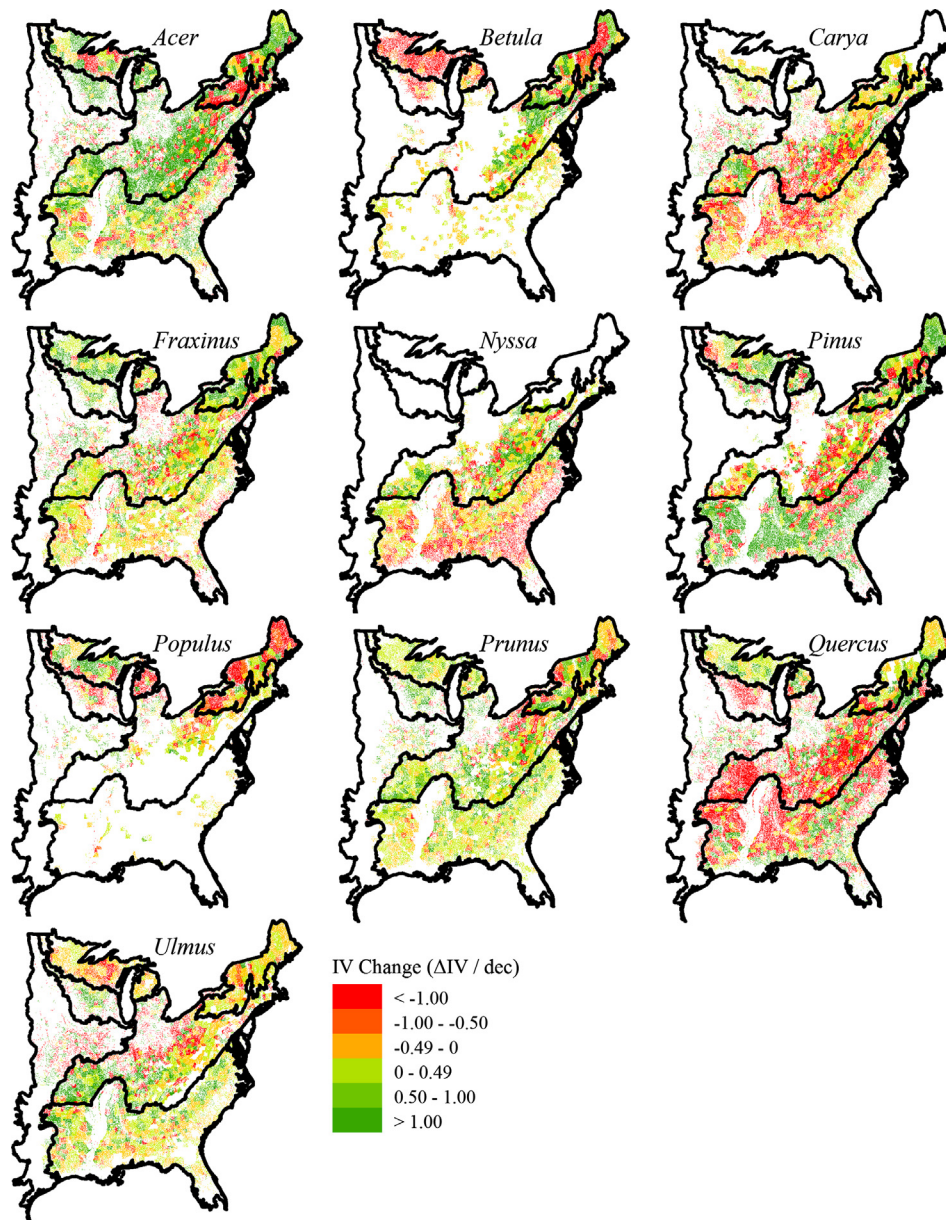 Acer
Betula
Carya
Fraxinus
Nyssa
Pinus
Populus
Prunus
Quercus
Ulmus
IV Change (ΔIV / dec)
< -1.00
-1.00 - -0.50
-0.49 - 0
0 - 0.49
0.50 - 1.00
> 1.00